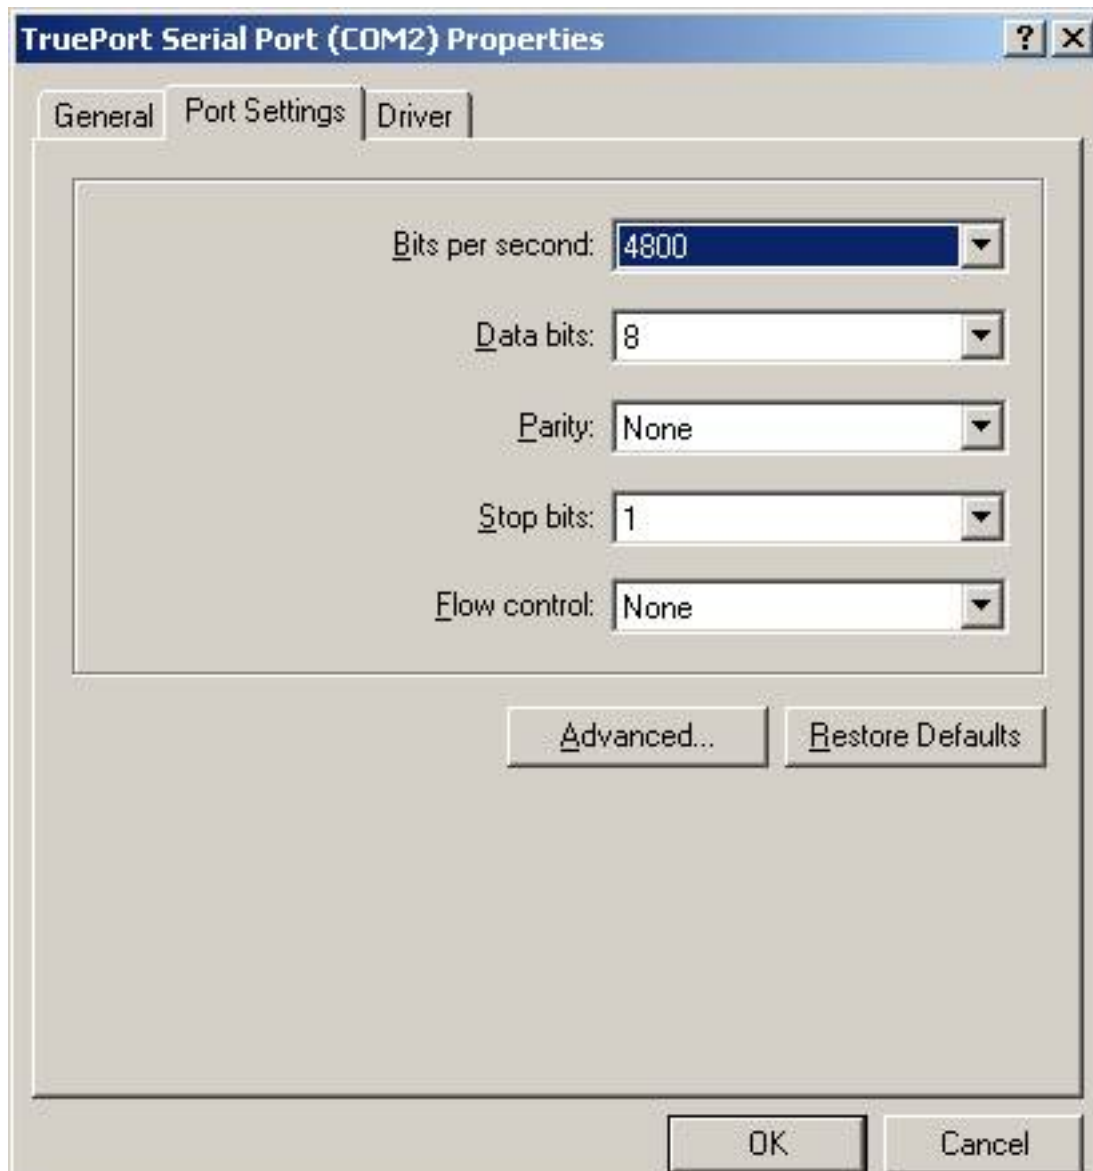 TruePort Serial Port (COM2) Properties
General Port Settings Driver
Bits per second: 4800
Data bits: 8
Parity: None
Stop bits: 1
Flow control: None
Advanced... Restore Defaults
OK Cancel